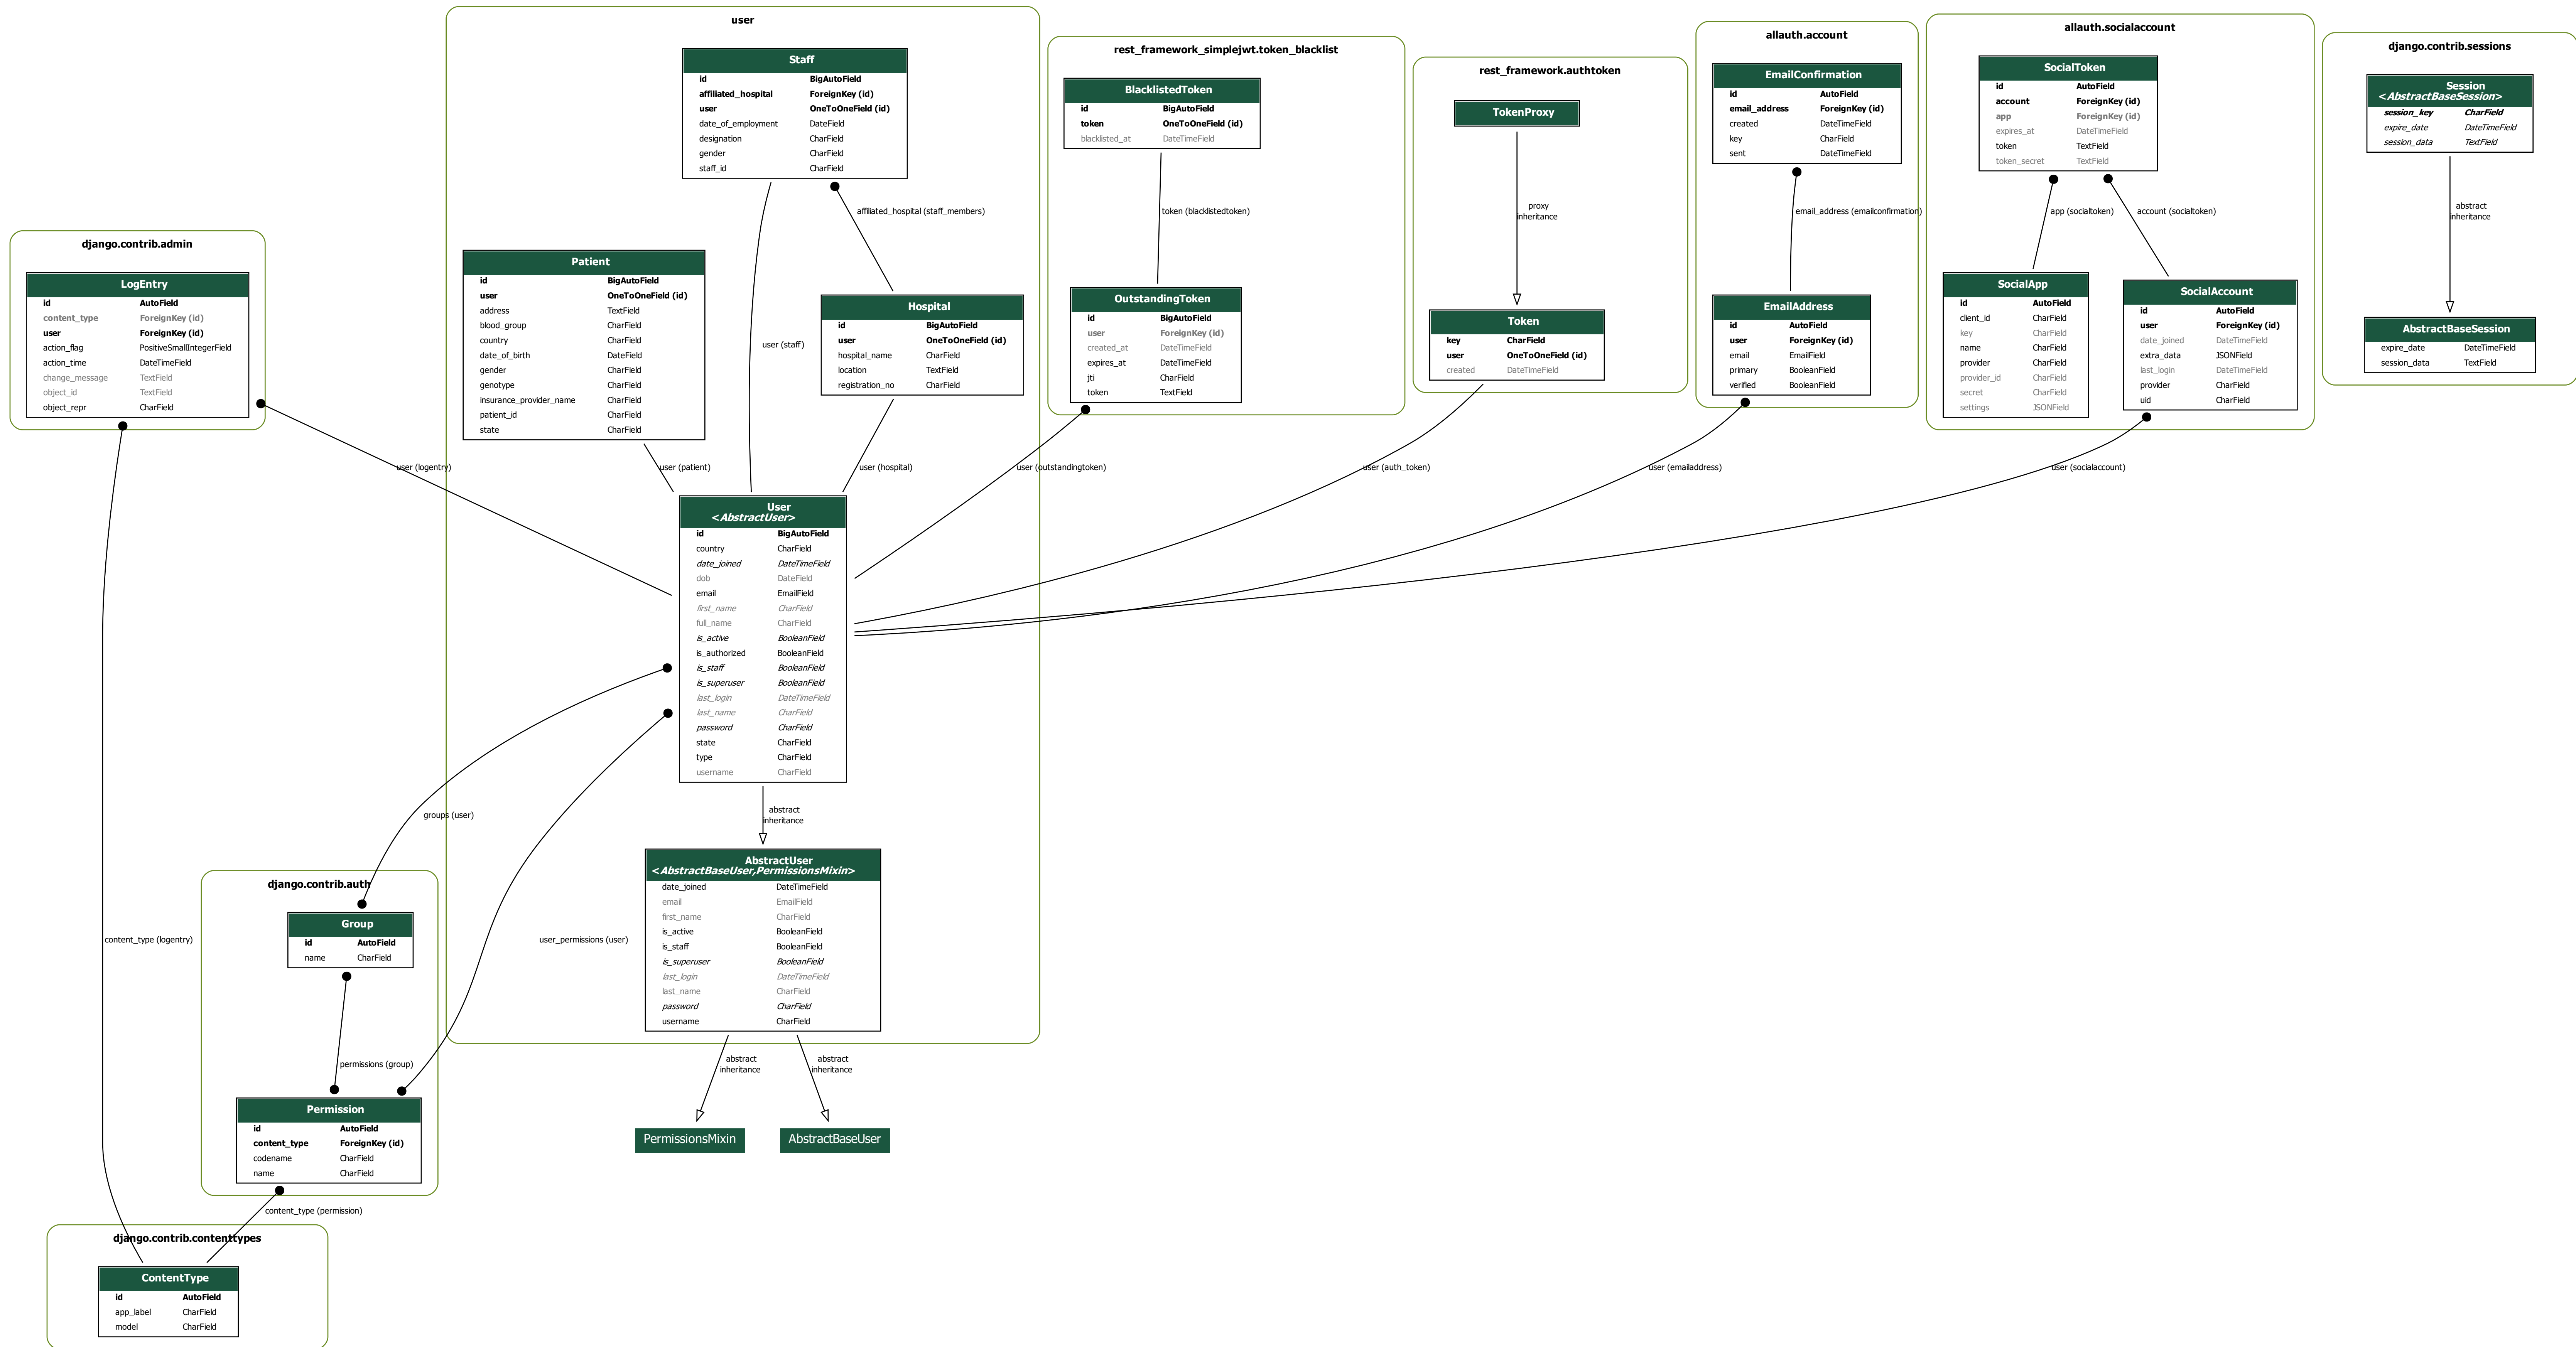 user
Staff
id BigAutoField
affiliated_hospital ForeignKey (id)
user OneToOneField (id)
date_of_employment DateField
designation CharField
gender CharField
staff_id CharField
affiliated_hospital (staff_members)
user (staff)
Patient
id BigAutoField
user OneToOneField (id)
address TextField
blood_group CharField
country CharField
date_of_birth DateField
gender CharField
genotype CharField
insurance_provider_name CharField
patient_id CharField
state CharField
Hospital
id BigAutoField
user OneToOneField (id)
hospital_name CharField
location TextField
registration_no CharField
user (patient)
user (hospital)
User
<AbstractUser>
id BigAutoField
country CharField
date_joined DateTimeField
dob DateField
email EmailField
first_name CharField
full_name CharField
is_active BooleanField
is_authorized BooleanField
is_staff BooleanField
is_superuser BooleanField
last_login DateTimeField
last_name CharField
password CharField
state CharField
type CharField
username CharField
abstract
inheritance
AbstractUser
<AbstractBaseUser,PermissionsMixin>
date_joined DateTimeField
email EmailField
first_name CharField
is_active BooleanField
is_staff BooleanField
is_superuser BooleanField
last_login DateTimeField
last_name CharField
password CharField
username CharField
abstract
inheritance
abstract
inheritance
PermissionsMixin
AbstractBaseUser
django.contrib.admin
LogEntry
id AutoField
content_type ForeignKey (id)
user ForeignKey (id)
action_flag PositiveSmallIntegerField
action_time DateTimeField
change_message TextField
object_id TextField
object_repr CharField
user (logentry)
content_type (logentry)
groups (user)
user_permissions (user)
django.contrib.auth
Group
id AutoField
name CharField
permissions (group)
Permission
id AutoField
content_type ForeignKey (id)
codename CharField
name CharField
content_type (permission)
django.contrib.contenttypes
ContentType
id AutoField
app_label CharField
model CharField
rest_framework_simplejwt.token_blacklist
BlacklistedToken
id BigAutoField
token OneToOneField (id)
blacklisted_at DateTimeField
token (blacklistedtoken)
OutstandingToken
id BigAutoField
user ForeignKey (id)
created_at DateTimeField
expires_at DateTimeField
jti CharField
token TextField
user (outstandingtoken)
rest_framework.authtoken
TokenProxy
proxy
inheritance
Token
key CharField
user OneToOneField (id)
created DateTimeField
user (auth_token)
allauth.account
EmailConfirmation
id AutoField
email_address ForeignKey (id)
created DateTimeField
key CharField
sent DateTimeField
email_address (emailconfirmation)
EmailAddress
id AutoField
user ForeignKey (id)
email EmailField
primary BooleanField
verified BooleanField
user (emailaddress)
allauth.socialaccount
SocialToken
id AutoField
account ForeignKey (id)
app ForeignKey (id)
expires_at DateTimeField
token TextField
token_secret TextField
app (socialtoken)
account (socialtoken)
SocialApp
id AutoField
client_id CharField
key CharField
name CharField
provider CharField
provider_id CharField
secret CharField
settings JSONField
SocialAccount
id AutoField
user ForeignKey (id)
date_joined DateTimeField
extra_data JSONField
last_login DateTimeField
provider CharField
uid CharField
user (socialaccount)
django.contrib.sessions
Session
<AbstractBaseSession>
session_key CharField
expire_date DateTimeField
session_data TextField
abstract
inheritance
AbstractBaseSession
expire_date DateTimeField
session_data TextField